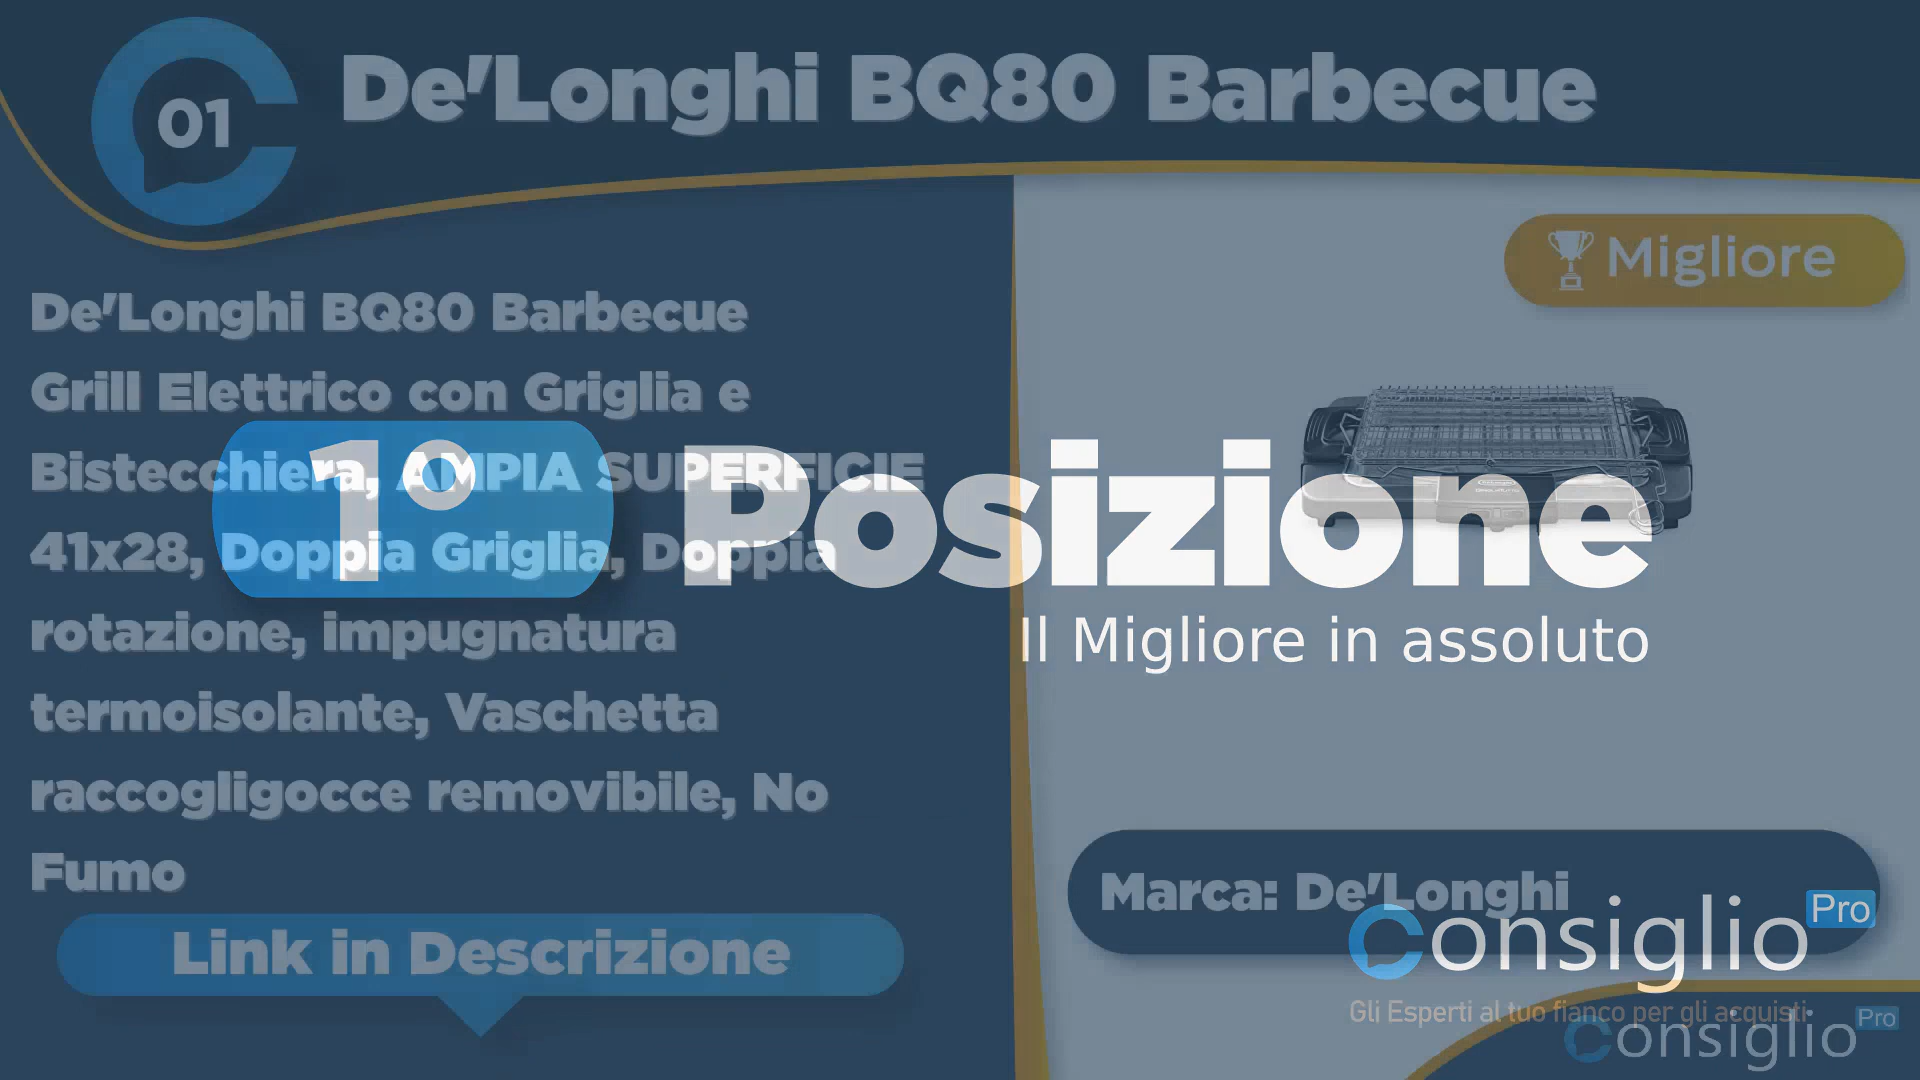 01
De'Longhi BQ80 Barbecue
Migliore
De'Longhi BQ80 Barbecue
Grill Elettrico con Griglia e
Bistecchiera, AMPIA SUPERFICIE
41x28, Doppia Griglia, Doppia
rotazione, impugnatura
termoisolante, Vaschetta
raccogligocce removibile, No
Fumo
1° Posizione
Il Migliore in assoluto
Link in Descrizione
Marca: De'Longhi
Consiglio Pro
Gli Esperti al tuo fianco per gli acquisti
Consiglio Pro